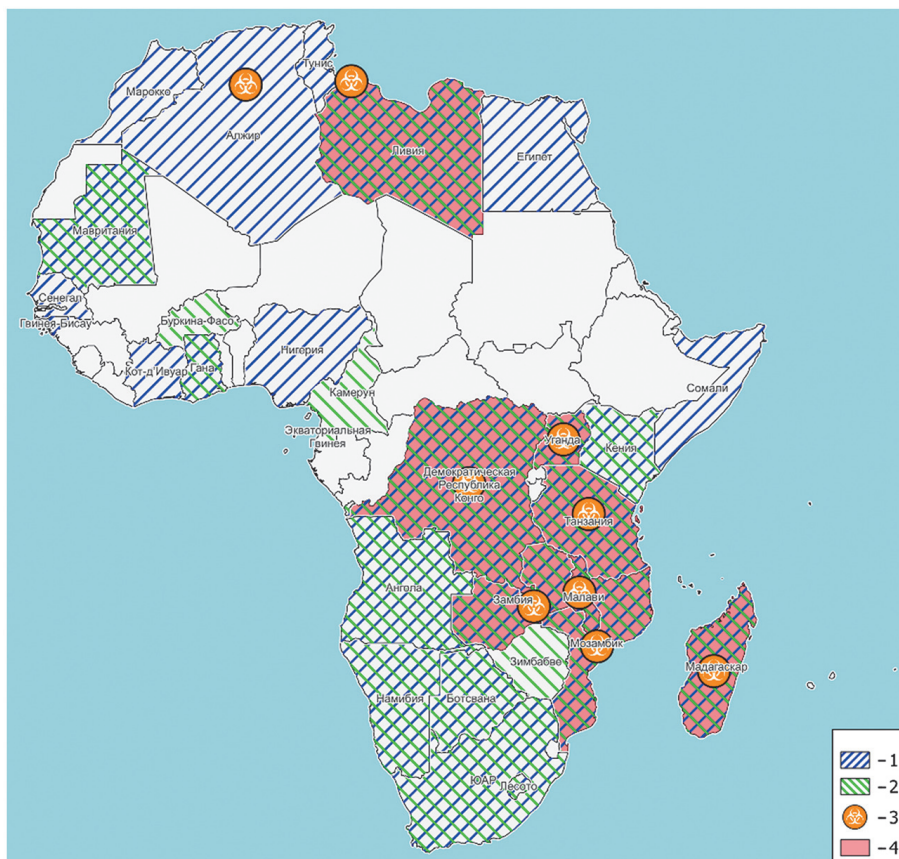 Тунис
Марокко
Алжир
Ливия
Египет
Мавритания
Сенегал
Гвинея-Бисау
Буркина-Фасо
Кот-д'Ивуар
Гана
Нигерия
Камерун
Сомали
Экваториальная
Гвинея
Уганда
Кения
Демократическая
Республика
Конго
Танзания
Ангола
Замбия
Малави
Мозамбик
Зимбабве
Мадагаскар
Намибия
Ботсвана
ЮАР
Лесото
–1
–2
–3
–4